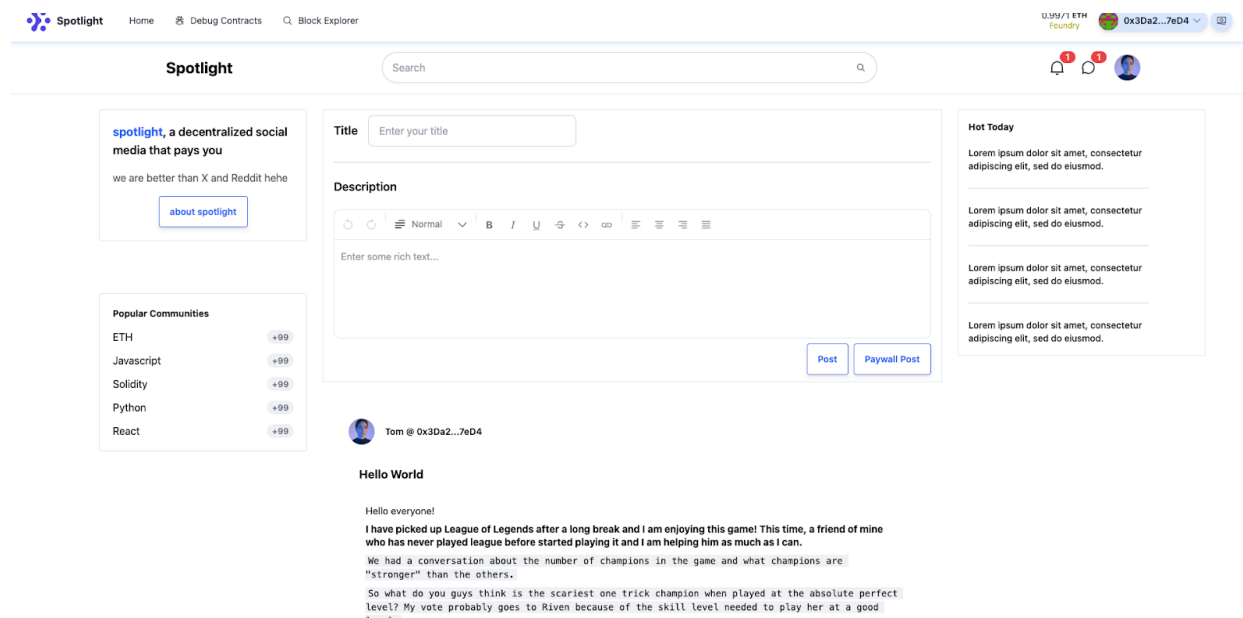 Spotlight Home Debug Contracts Block Explorer
0.9971 ETH
Foundry
0x3Da2...7eD4
Spotlight
Search
1
1
spotlight, a decentralized social
media that pays you
we are better than X and Reddit hehe
about spotlight
Popular Communities
ETH +99
Javascript +99
Solidity +99
Python +99
React +99
Title Enter your title
Description
Normal B I U S <>
Enter some rich text...
Post Paywall Post
Tom @ 0x3Da2...7eD4
Hello World
Hello everyone!
I have picked up League of Legends after a long break and I am enjoying this game! This time, a friend of mine
who has never played league before started playing it and I am helping him as much as I can.
We had a conversation about the number of champions in the game and what champions are
"stronger" than the others.
So what do you guys think is the scariest one trick champion when played at the absolute perfect
level? My vote probably goes to Riven because of the skill level needed to play her at a good
Hot Today
Lorem ipsum dolor sit amet, consectetur
adipiscing elit, sed do eiusmod.
Lorem ipsum dolor sit amet, consectetur
adipiscing elit, sed do eiusmod.
Lorem ipsum dolor sit amet, consectetur
adipiscing elit, sed do eiusmod.
Lorem ipsum dolor sit amet, consectetur
adipiscing elit, sed do eiusmod.